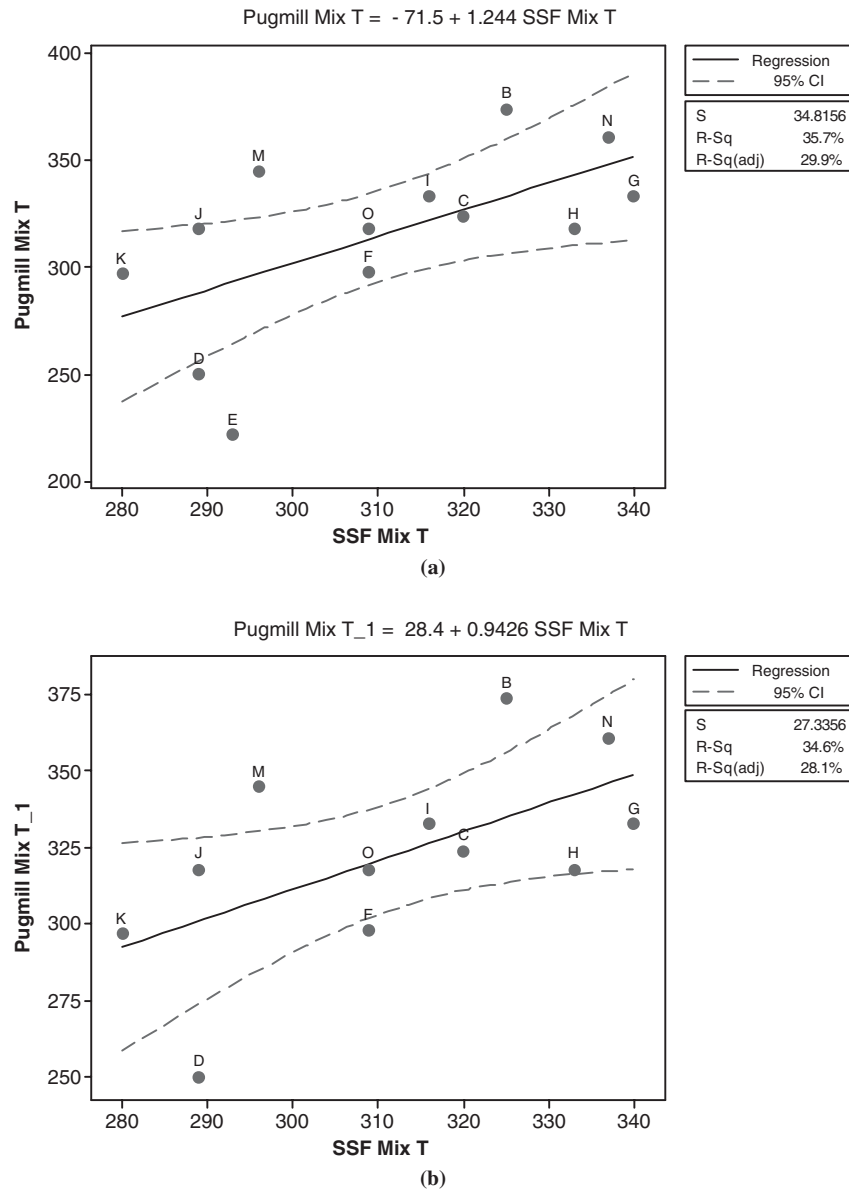 Pugmill Mix T = - 71.5 + 1.244 SSF Mix T
400
350
300
250
200
Pugmill Mix T
B
N
M
I
G
J
O
C
H
K
F
D
E
280 290 300 310 320 330 340
SSF Mix T
Regression
95% CI
S 34.8156
R-Sq 35.7%
R-Sq(adj) 29.9%
(a)
Pugmill Mix T_1 = 28.4 + 0.9426 SSF Mix T
375
350
325
300
275
250
Pugmill Mix T_1
B
N
M
I
G
C
J
O
H
K
F
D
280 290 300 310 320 330 340
SSF Mix T
Regression
95% CI
S 27.3356
R-Sq 34.6%
R-Sq(adj) 28.1%
(b)